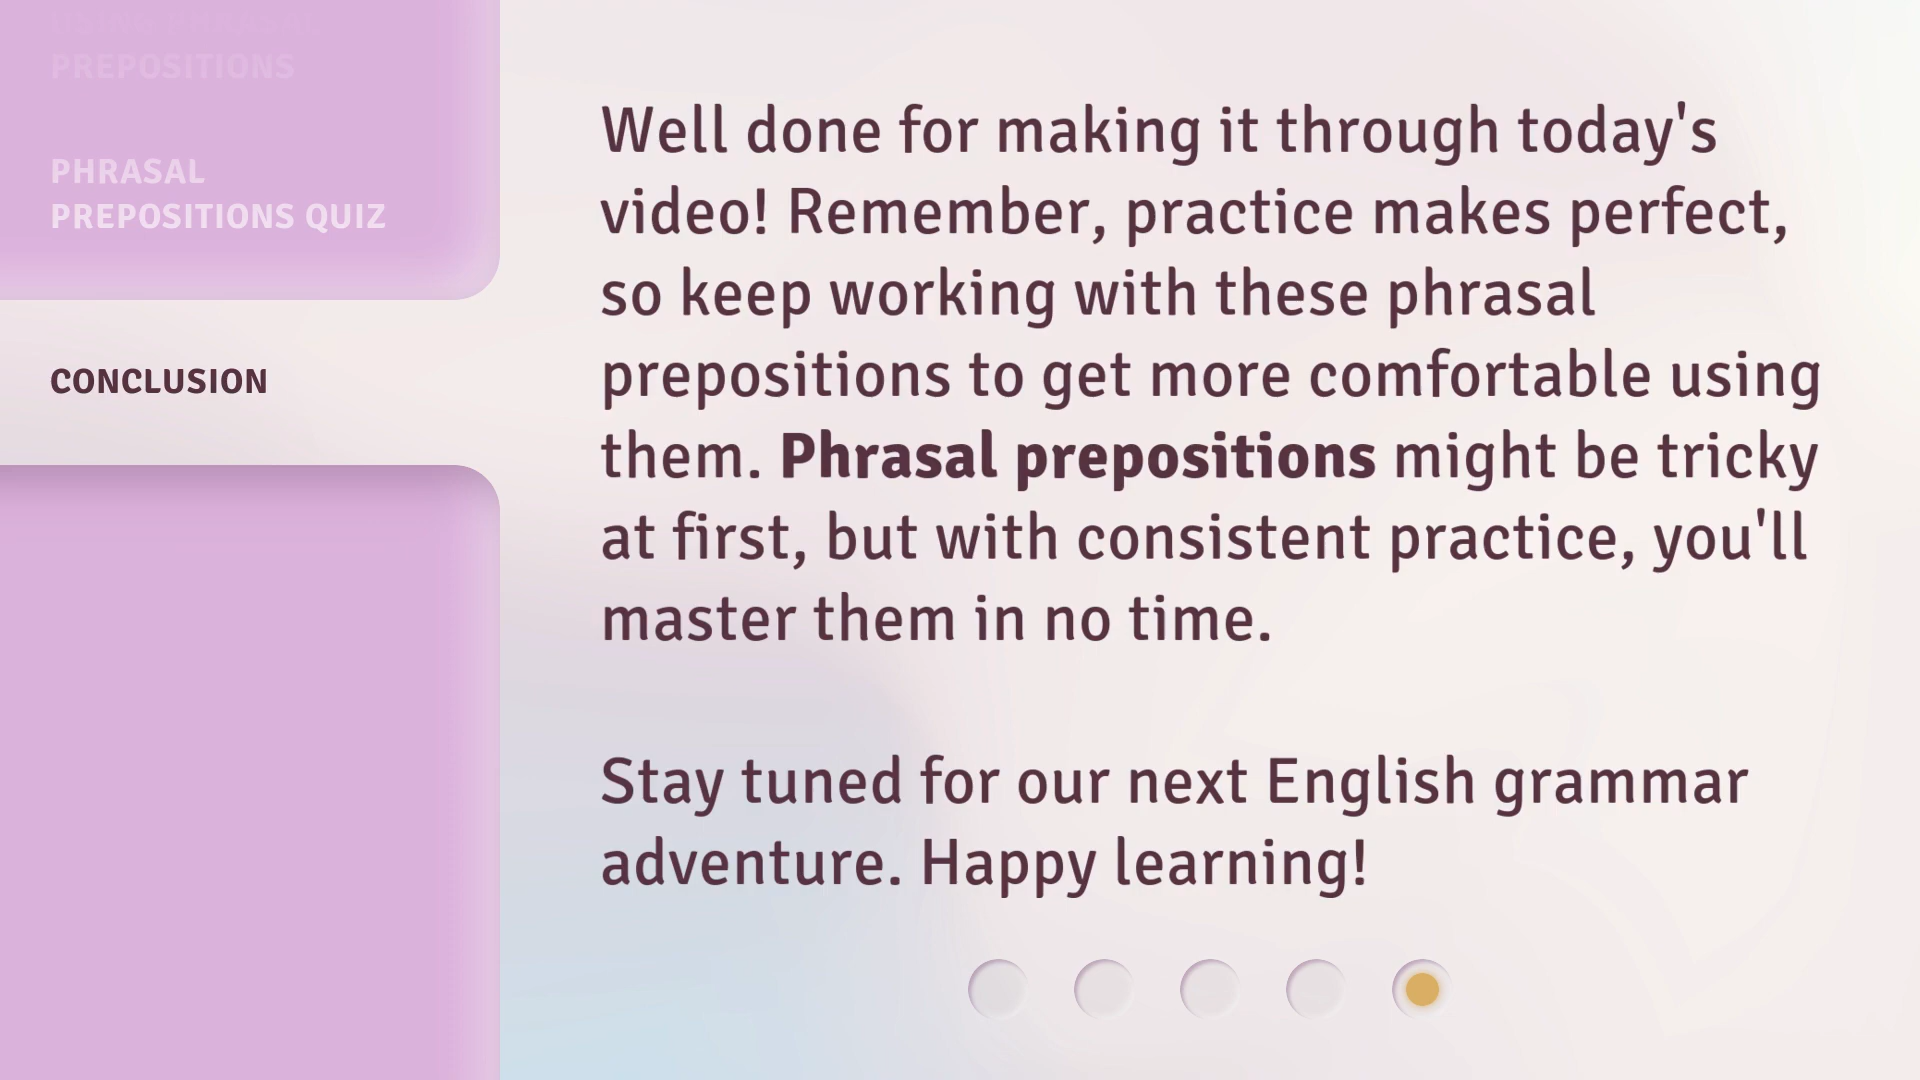 USING PHRASAL
PREPOSITIONS
PHRASAL
PREPOSITIONS QUIZ
CONCLUSION
Well done for making it through today's
video! Remember, practice makes perfect,
so keep working with these phrasal
prepositions to get more comfortable using
them. Phrasal prepositions might be tricky
at first, but with consistent practice, you'll
master them in no time.
Stay tuned for our next English grammar
adventure. Happy learning!